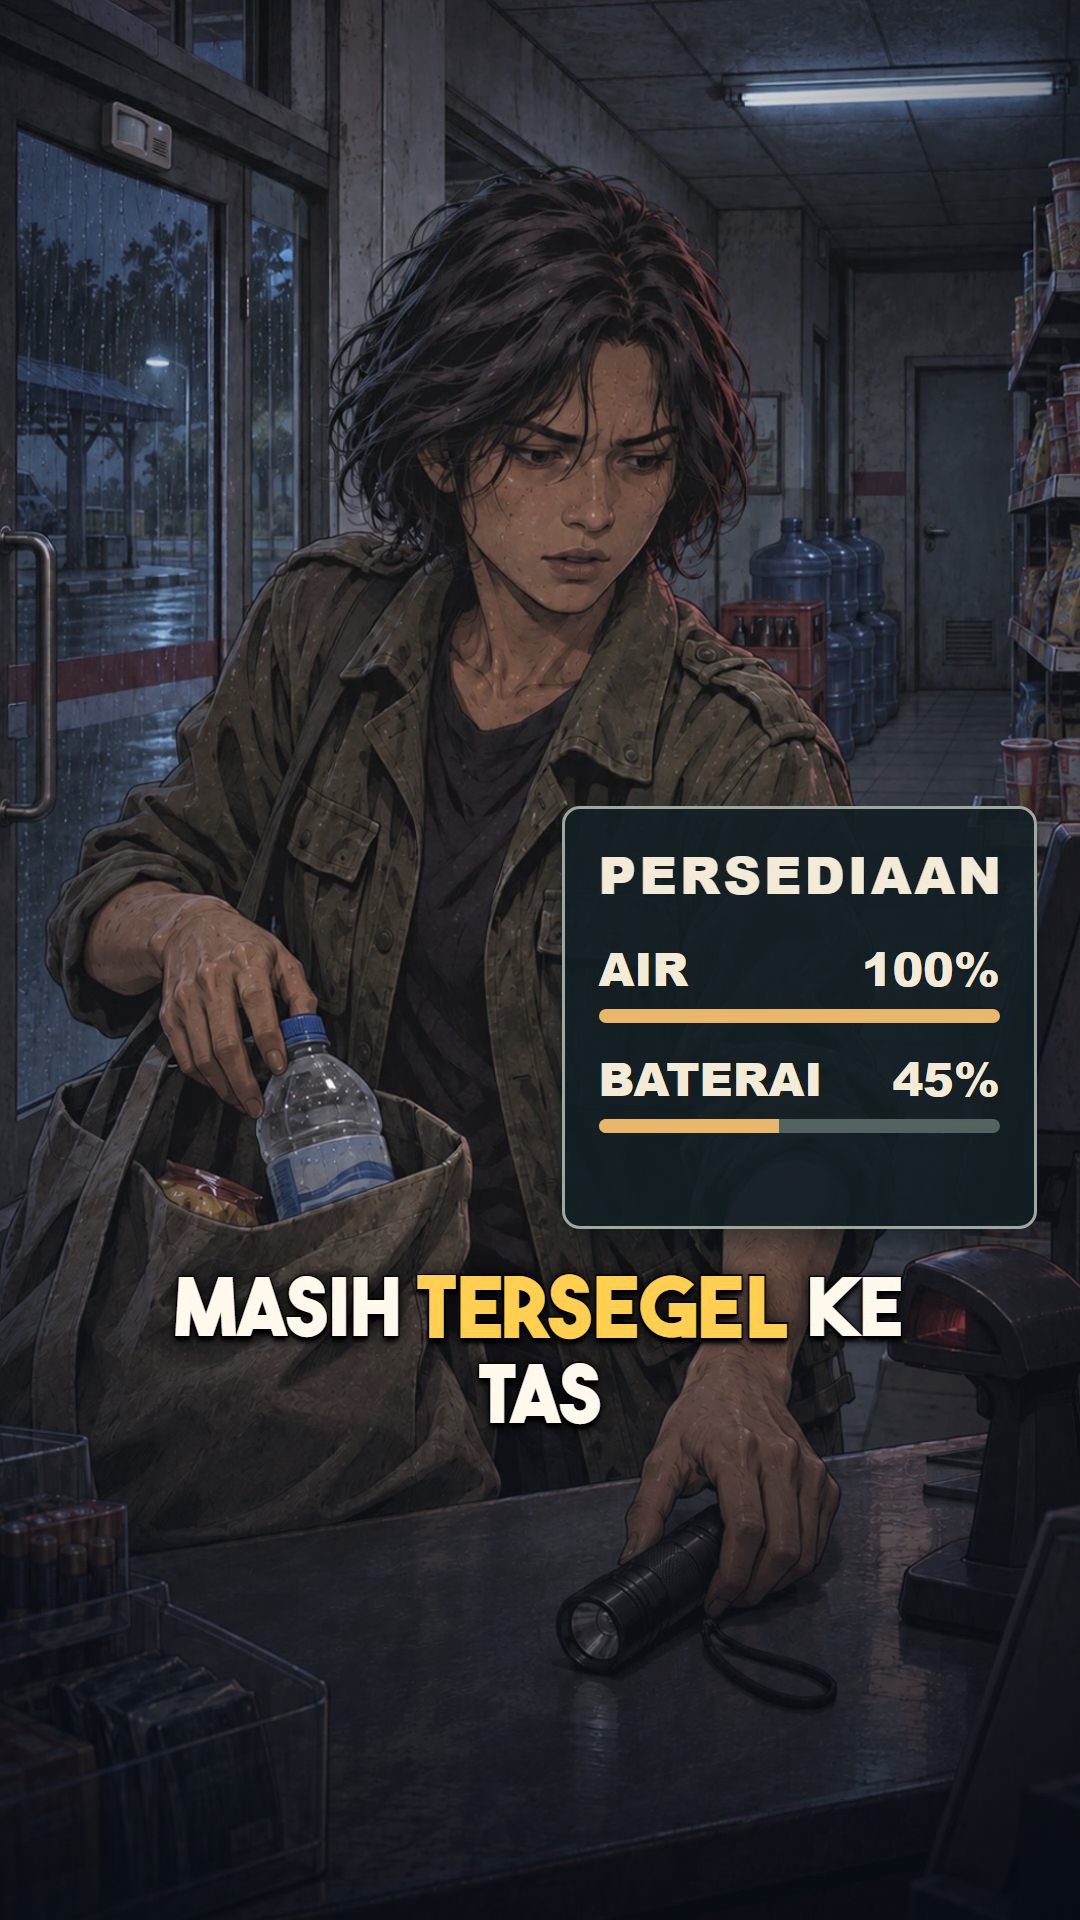 PERSEDIAAN
AIR 100%
BATERAI 45%
MASIH TERSEGEL KE
TAS